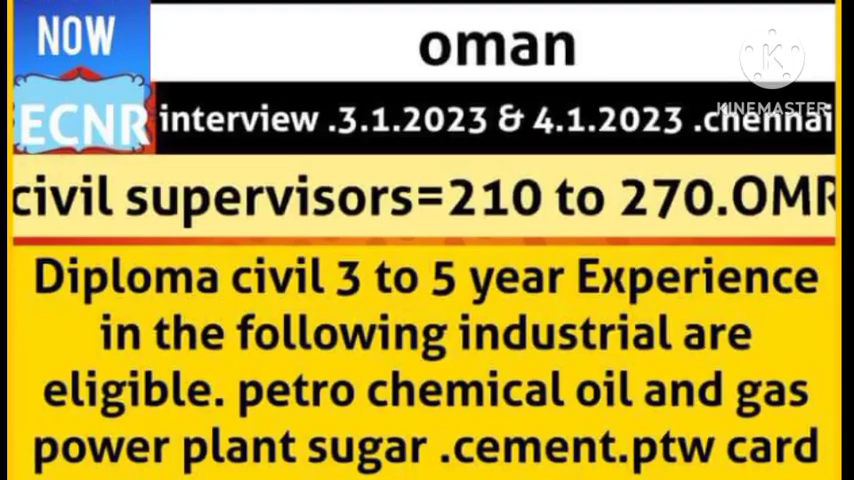 NOW
oman
KINEMASTER
ECNR
interview .3.1.2023 & 4.1.2023 .chennai
civil supervisors=210 to 270.OMR
Diploma civil 3 to 5 year Experience
in the following industrial are
eligible. petro chemical oil and gas
power plant sugar .cement.ptw card